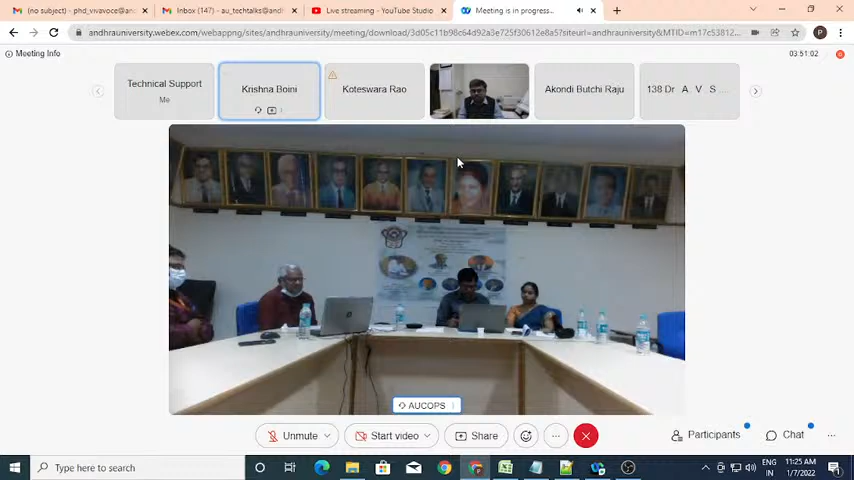 (no subject) - phd_vivavoce@an
Inbox (147) - au_techtalks@andh
Live streaming - YouTube Studio
Meeting is in progress...
andhrauniversity.webex.com/webappng/sites/andhrauniversity/meeting/download/3d05c11b98c64d92a3e725f30612e8a5?siteurl=andhrauniversity&MTID=m17c53812...
Meeting Info
03:51:02
Technical Support
Me
Krishna Boini
Koteswara Rao
Akondi Butchi Raju
138 Dr A. V S ...
AUCOPS
Unmute
Start video
Share
Participants
Chat
Type here to search
ENG
IN
11:25 AM
1/7/2022